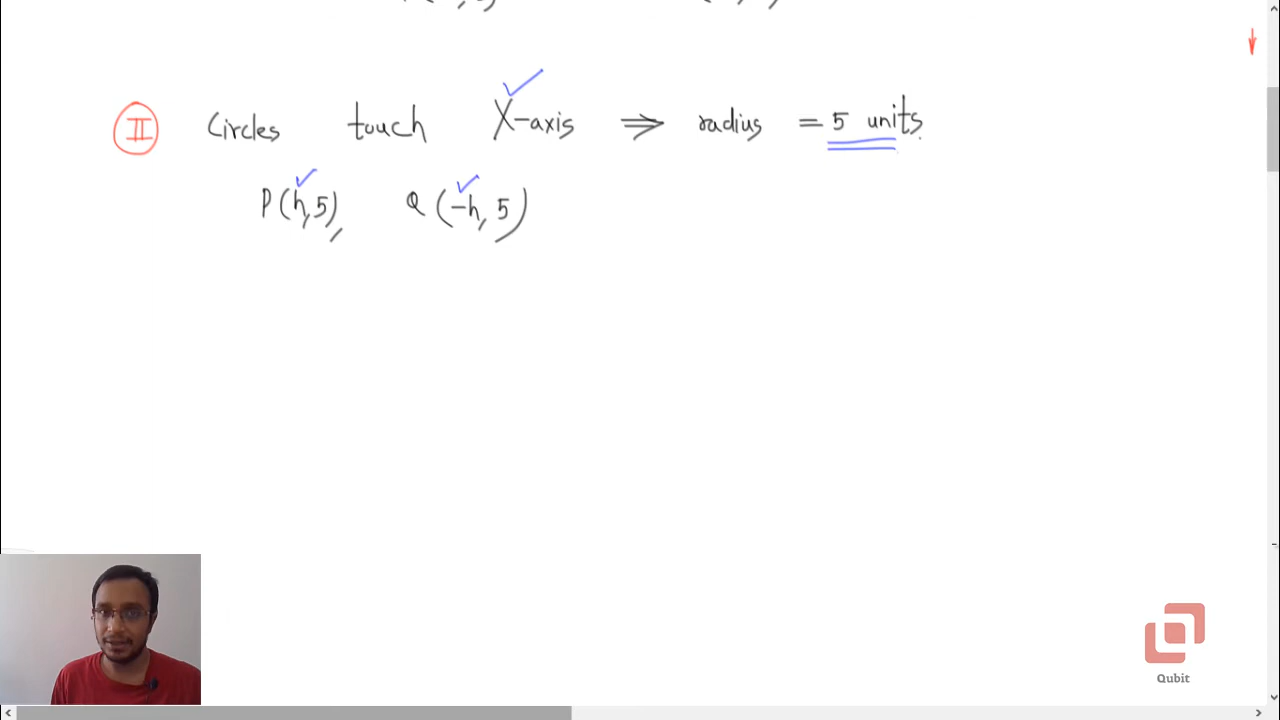 II Circles touch X-axis ⇒ radius = 5 units.
P(h,5), Q(-h, 5)
Qubit